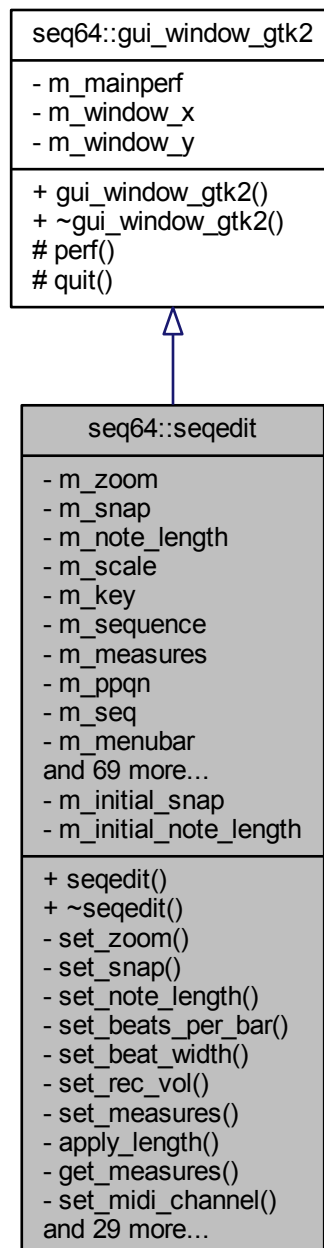 seq64::gui_window_gtk2
- m_mainperf
- m_window_x
- m_window_y
+ gui_window_gtk2()
+ ~gui_window_gtk2()
# perf()
# quit()
seq64::seqedit
- m_zoom
- m_snap
- m_note_length
- m_scale
- m_key
- m_sequence
- m_measures
- m_ppqn
- m_seq
- m_menubar
and 69 more...
- m_initial_snap
- m_initial_note_length
+ seqedit()
+ ~seqedit()
- set_zoom()
- set_snap()
- set_note_length()
- set_beats_per_bar()
- set_beat_width()
- set_rec_vol()
- set_measures()
- apply_length()
- get_measures()
- set_midi_channel()
and 29 more...